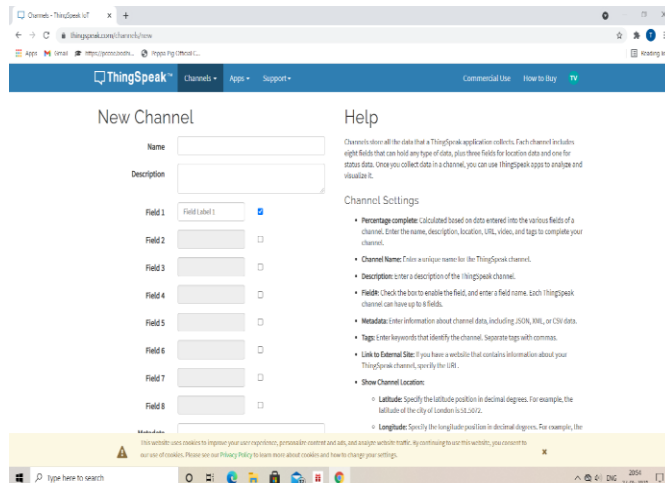 Channels - ThingSpeak IoT
thingspeak.com/channels/new
Apps
Gmail
Peppa Pig Official C...
Reading li
ThingSpeak™
Channels
Apps
Support
Commercial Use
How to Buy
TV
New Channel
Name
Description
Field 1
Field Label 1
Field 2
Field 3
Field 4
Field 5
Field 6
Field 7
Field 8
Metadata
Help
Channels store all the data that a ThingSpeak application collects. Each channel includes
eight fields that can hold any type of data, plus three fields for location data and one for
status data. Once you collect data in a channel, you can use ThingSpeak apps to analyze and
visualize it.
Channel Settings
• Percentage complete: Calculated based on data entered into the various fields of a
channel. Enter the name, description, location, URL, video, and tags to complete your
channel.
• Channel Name: Enter a unique name for the ThingSpeak channel.
• Description: Enter a description of the ThingSpeak channel.
• Field#: Check the box to enable the field, and enter a field name. Each ThingSpeak
channel can have up to 8 fields.
• Metadata: Enter information about channel data, including JSON, XML, or CSV data.
• Tags: Enter keywords that identify the channel. Separate tags with commas.
• Link to External Site: If you have a website that contains information about your
ThingSpeak channel, specify the URL.
• Show Channel Location:
◦ Latitude: Specify the latitude position in decimal degrees. For example, the
latitude of the city of London is 51.5072.
◦ Longitude: Specify the longitude position in decimal degrees. For example, the
This website uses cookies to improve your user experience, personalize content and ads, and analyze website traffic. By continuing to use this website, you consent to
our use of cookies. Please see our Privacy Policy to learn more about cookies and how to change your settings.
Type here to search
ENG
20:54